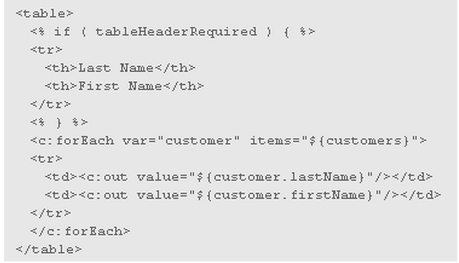 <table>
<% if ( tableHeaderRequired ) { %>
<tr>
<th>Last Name</th>
<th>First Name</th>
</tr>
<% } %>
<c:forEach var="customer" items="${customers}">
<tr>
<td><c:out value="${customer.lastName}"/></td>
<td><c:out value="${customer.firstName}"/></td>
</tr>
</c:forEach>
</table>